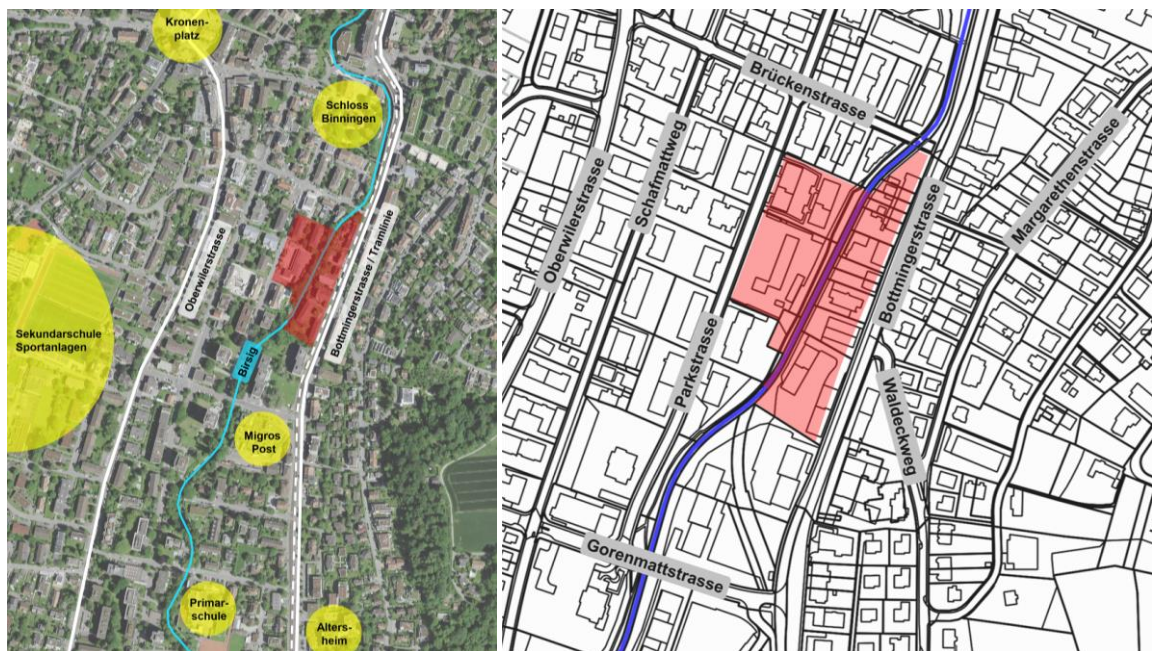 Kronen-
platz
Schloss
Binningen
Oberwilerstrasse
Bottmingerstrasse / Tramlinie
Sekundarschule
Sportanlagen
Birsig
Migros
Post
Primar-
schule
Alters-
heim
Brückenstrasse
Schafmattweg
Oberwilerstrasse
Margarethenstrasse
Bottmingerstrasse
Parkstrasse
Waldeckweg
Gorenmattstrasse